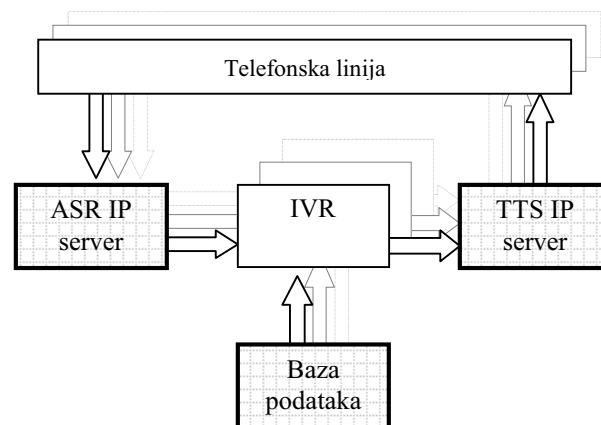 Telefonska linija
ASR IP
server
IVR
TTS IP
server
Baza
podataka